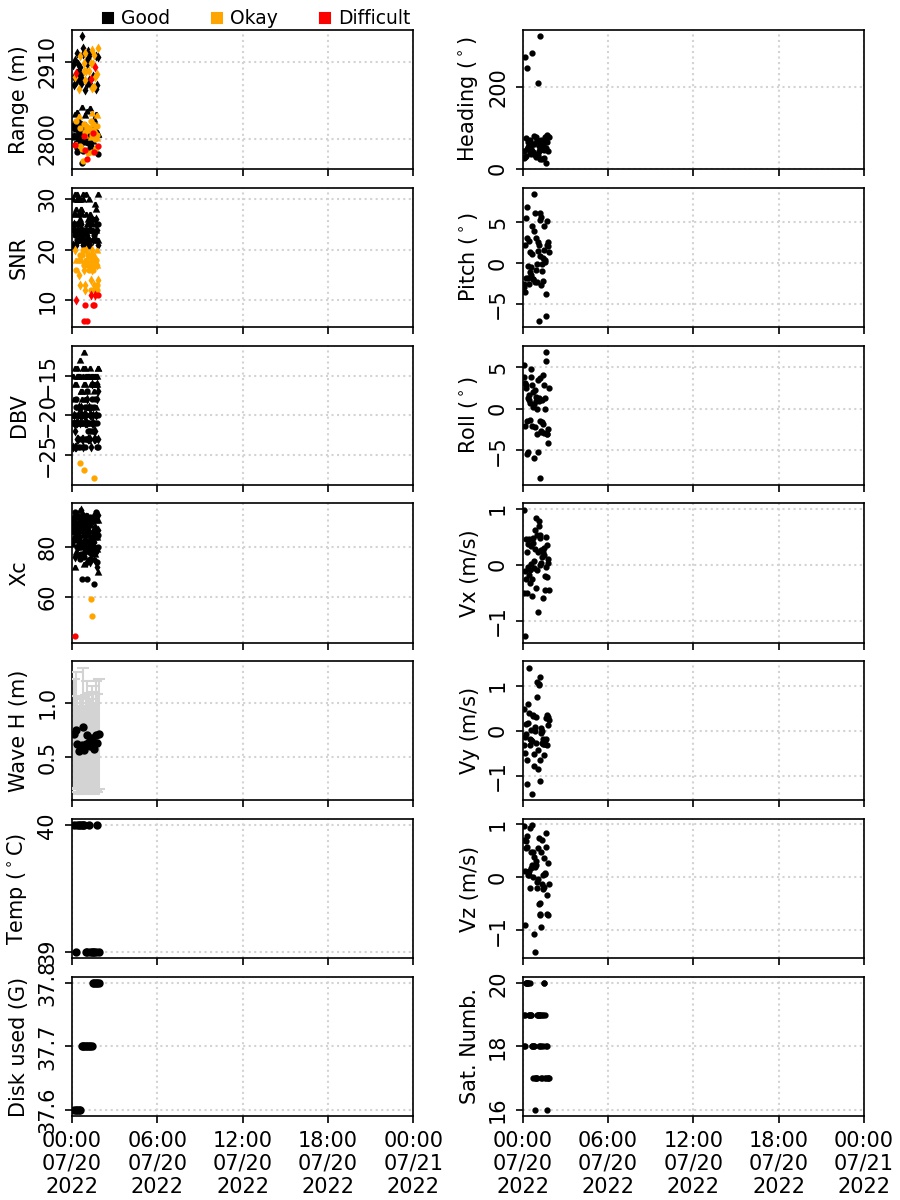 Good Okay Difficult
Range (m)
2910
2800
Heading (°)
200
0
SNR
30
20
10
Pitch (°)
5
0
−5
DBV
−15
−20
−25
Roll (°)
5
0
−5
Xc
80
60
Vx (m/s)
1
0
−1
Wave H (m)
1.0
0.5
Vy (m/s)
1
0
−1
Temp (°C)
40
39
Vz (m/s)
1
0
−1
Disk used (G)
37.8
37.7
37.6
Sat. Numb.
20
18
16
00:00 06:00 12:00 18:00 00:00
07/20 07/20 07/20 07/20 07/21
2022 2022 2022 2022 2022
00:00 06:00 12:00 18:00 00:00
07/20 07/20 07/20 07/20 07/21
2022 2022 2022 2022 2022